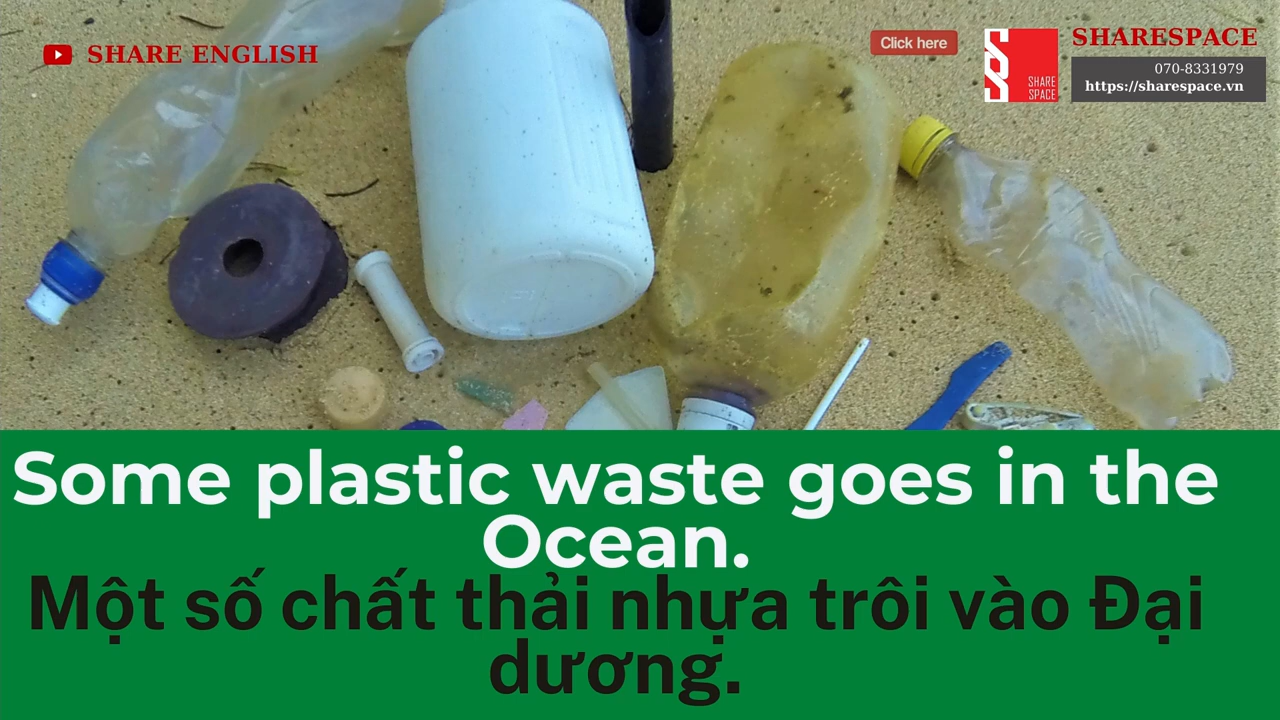 SHARE ENGLISH
Click here
SHARE
SPACE
SHARESPACE
070-8331979
https://sharespace.vn
Some plastic waste goes in the
Ocean.
Một số chất thải nhựa trôi vào Đại
dương.